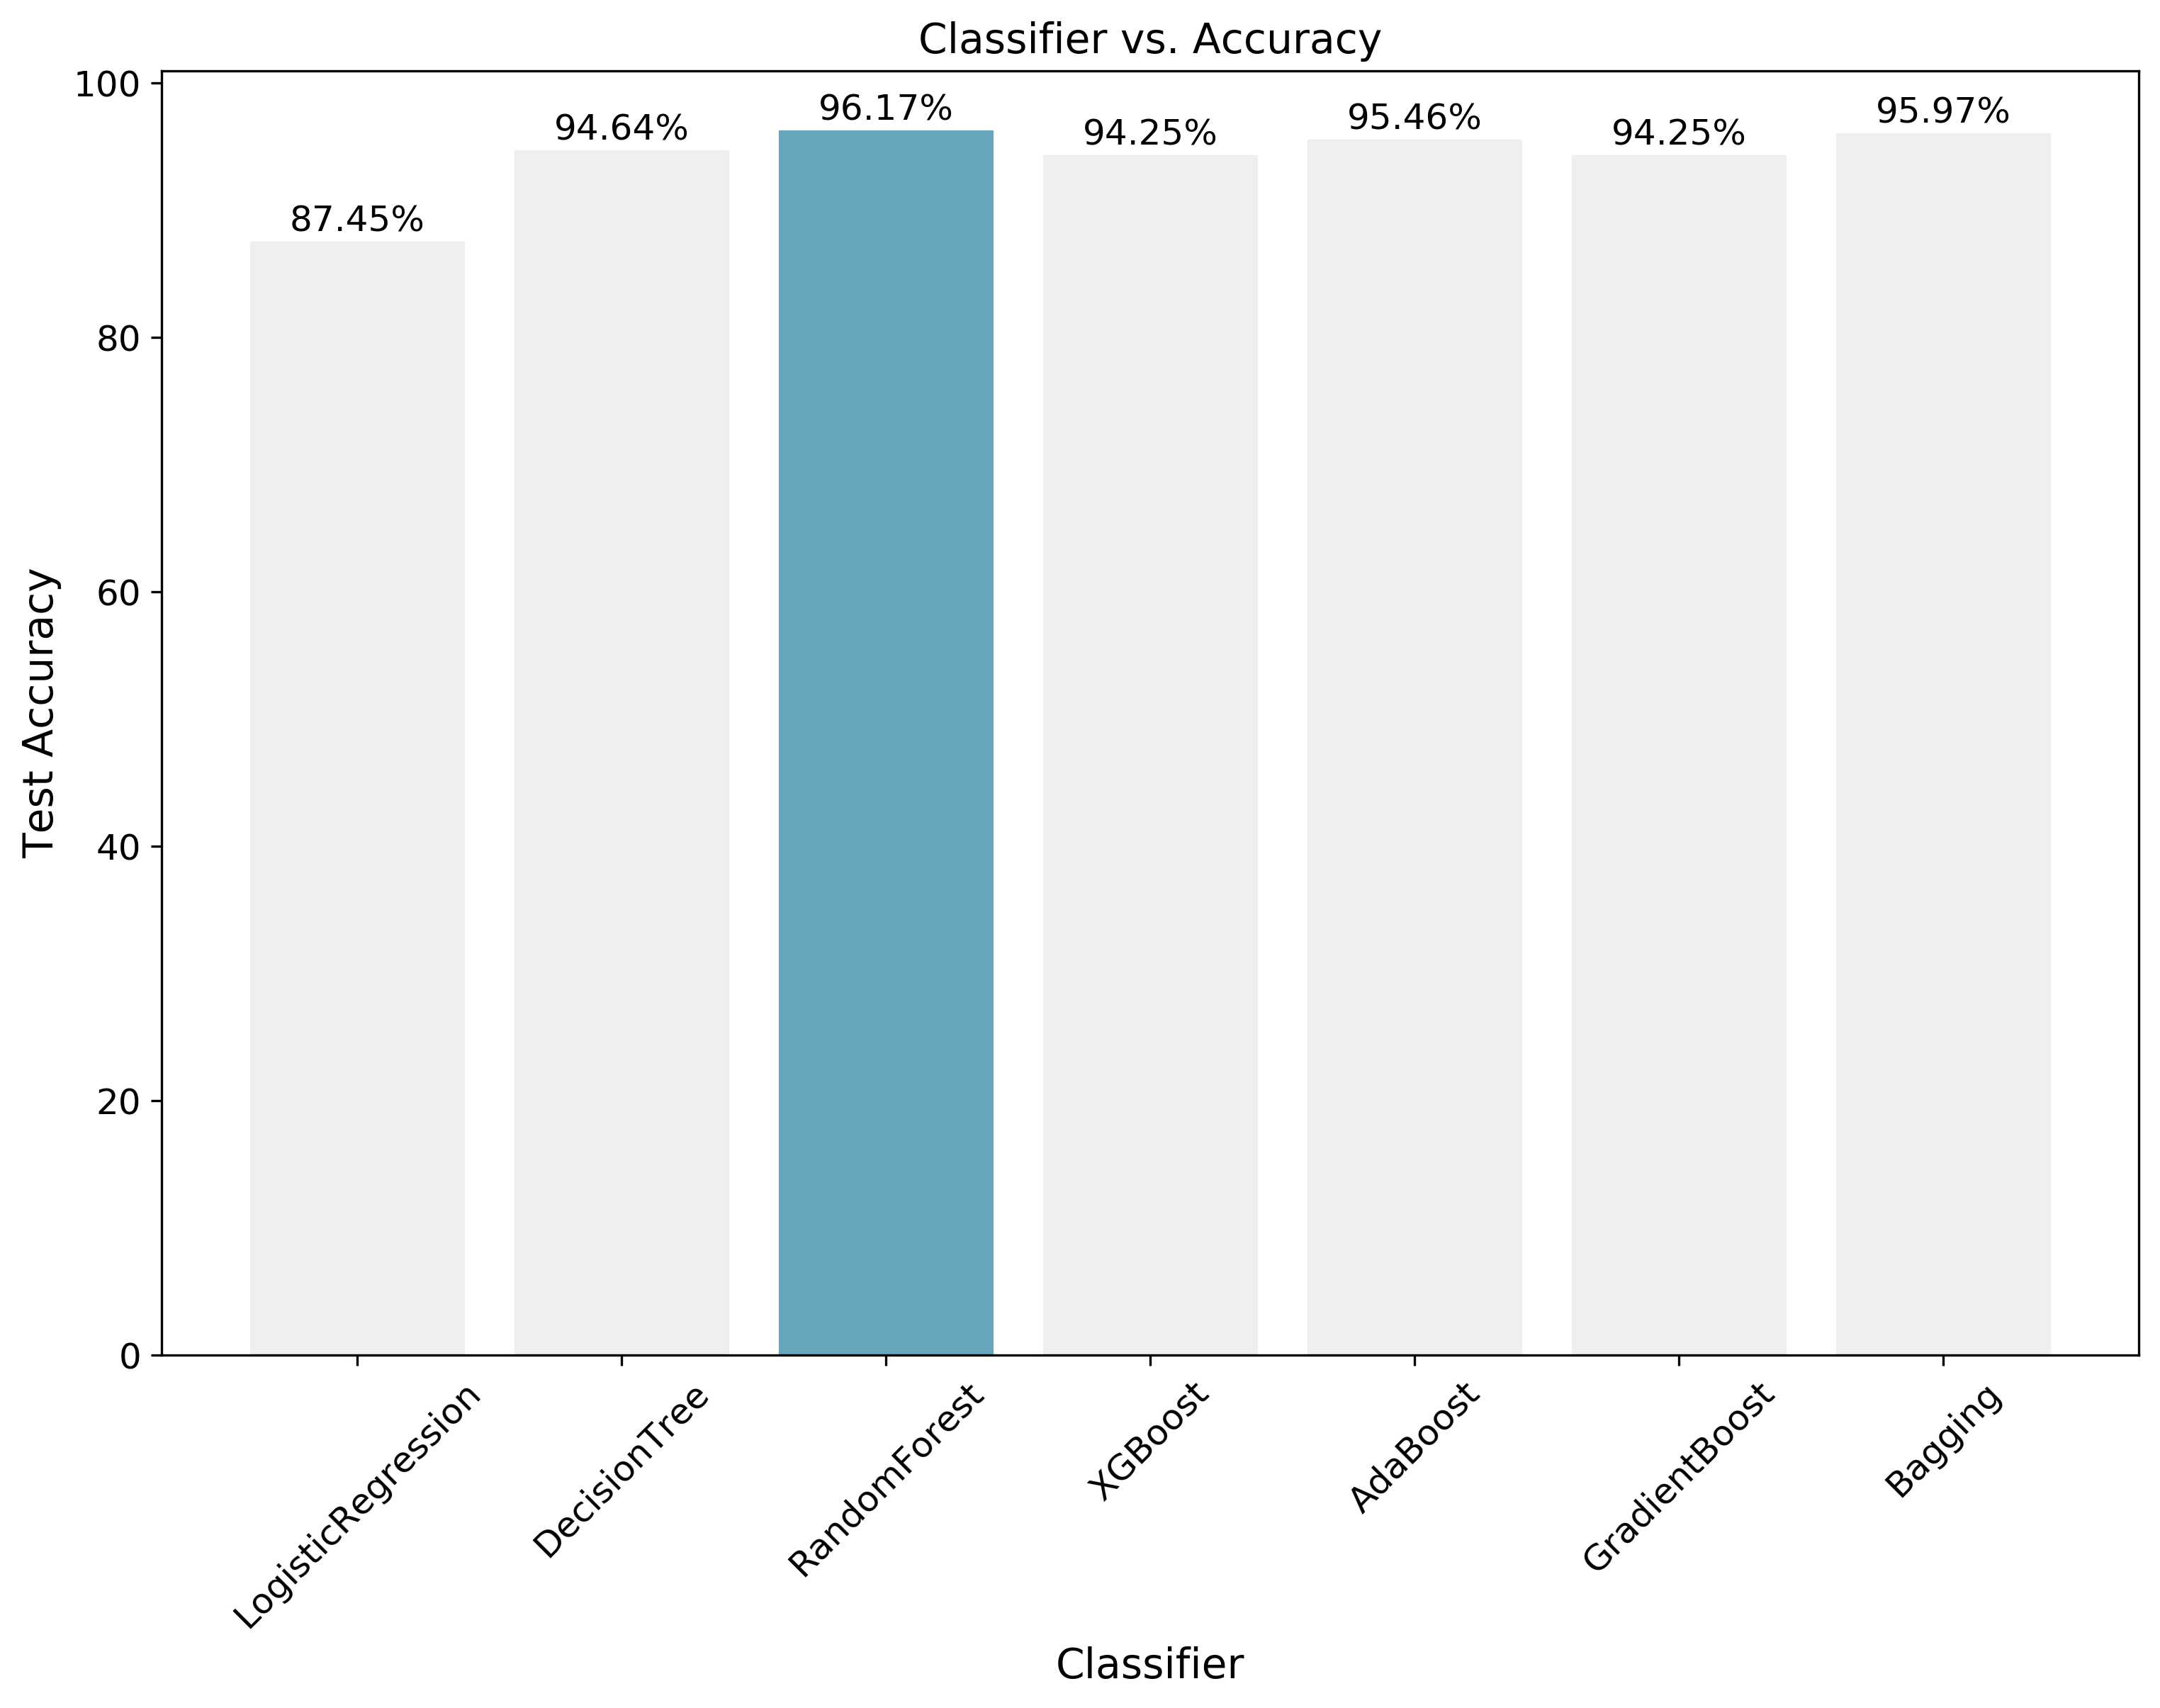 Classifier vs. Accuracy
100
80
60
40
20
0
Test Accuracy
87.45%
94.64%
96.17%
94.25%
95.46%
94.25%
95.97%
LogisticRegression
DecisionTree
RandomForest
XGBoost
AdaBoost
GradientBoost
Bagging
Classifier